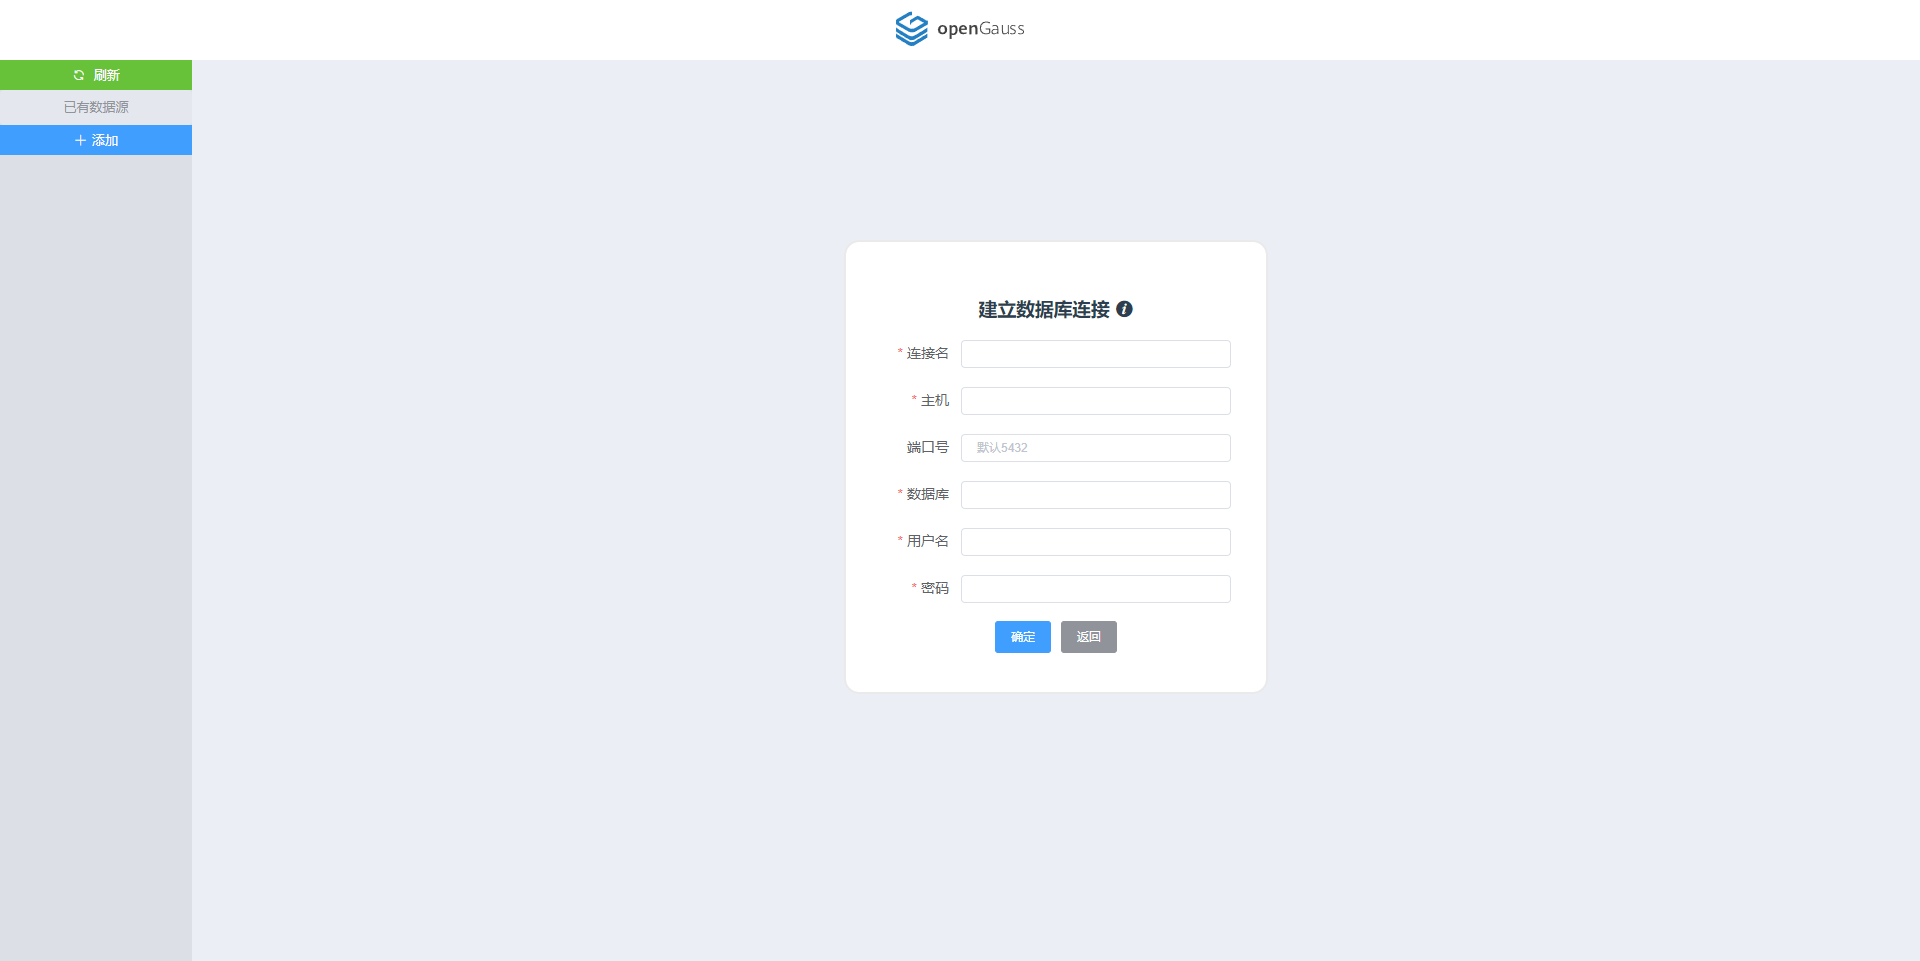 openGauss
刷新
已有数据源
添加
建立数据库连接
* 连接名
* 主机
端口号 默认5432
* 数据库
* 用户名
* 密码
确定 返回